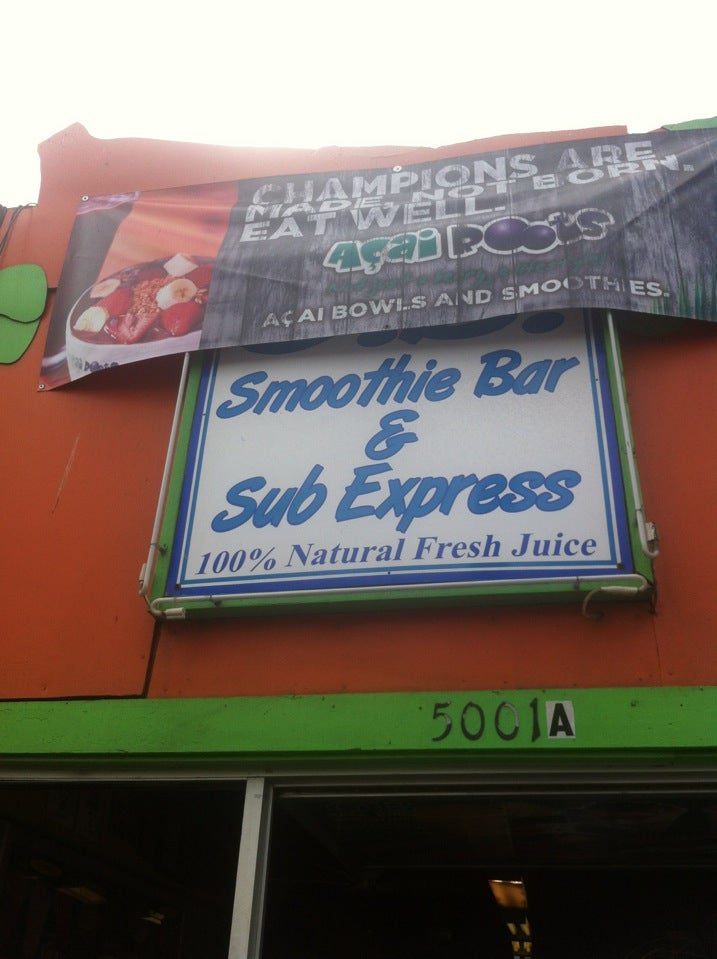 CHAMPIONS ARE
MADE, NOT BORN.
EAT WELL.
AÇai ROOts
AÇAI BOWLS AND SMOOTHIES.
Smoothie Bar
&
Sub Express
100% Natural Fresh Juice
5001A